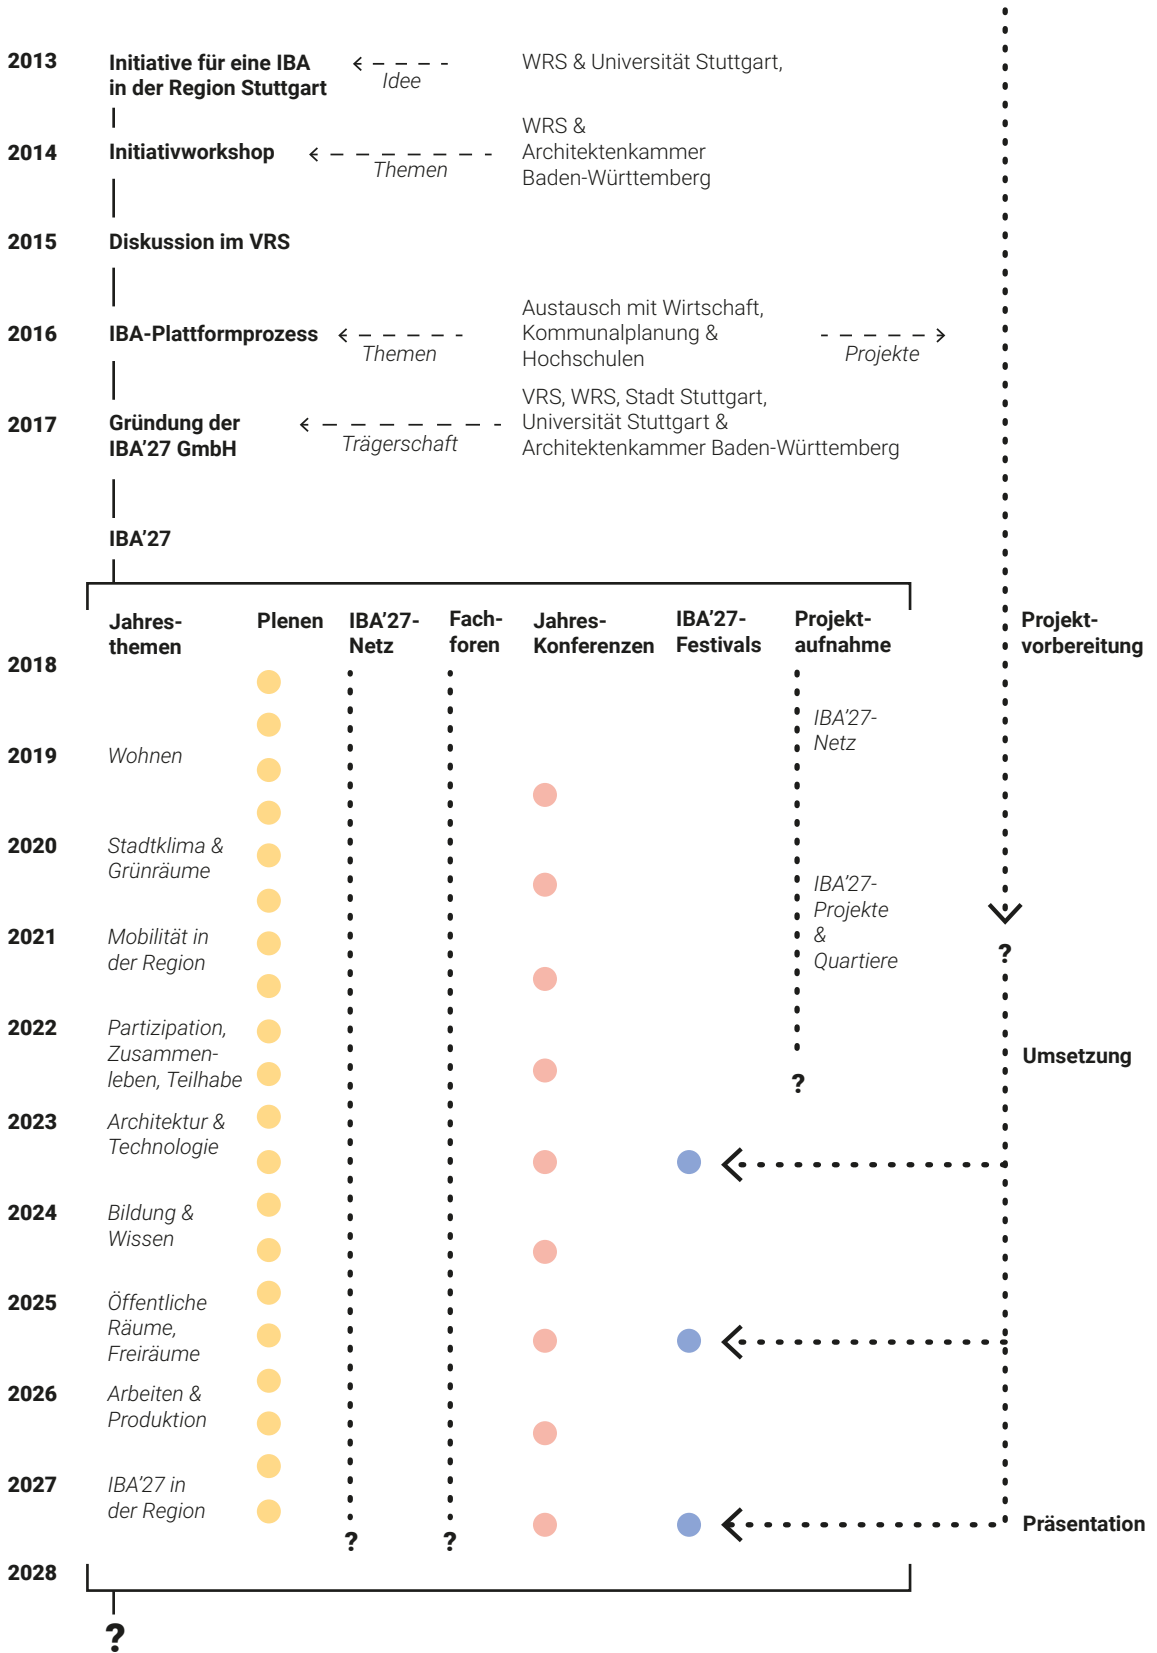 2013
Initiative für eine IBA
in der Region Stuttgart
Idee
WRS & Universität Stuttgart,
2014
Initiativworkshop
Themen
WRS &
Architektenkammer
Baden-Württemberg
2015
Diskussion im VRS
2016
IBA-Plattformprozess
Themen
Austausch mit Wirtschaft,
Kommunalplanung &
Hochschulen
Projekte
2017
Gründung der
IBA’27 GmbH
Trägerschaft
VRS, WRS, Stadt Stuttgart,
Universität Stuttgart &
Architektenkammer Baden-Württemberg
IBA’27
Jahres-
themen
Plenen
IBA’27-
Netz
Fach-
foren
Jahres-
Konferenzen
IBA’27-
Festivals
Projekt-
aufnahme
Projekt-
vorbereitung
2018
IBA’27-
Netz
2019
Wohnen
2020
Stadtklima &
Grünräume
IBA’27-
Projekte
&
Quartiere
2021
Mobilität in
der Region
?
2022
Partizipation,
Zusammen-
leben, Teilhabe
Umsetzung
?
2023
Architektur &
Technologie
2024
Bildung &
Wissen
2025
Öffentliche
Räume,
Freiräume
2026
Arbeiten &
Produktion
2027
IBA’27 in
der Region
Präsentation
?
?
2028
?